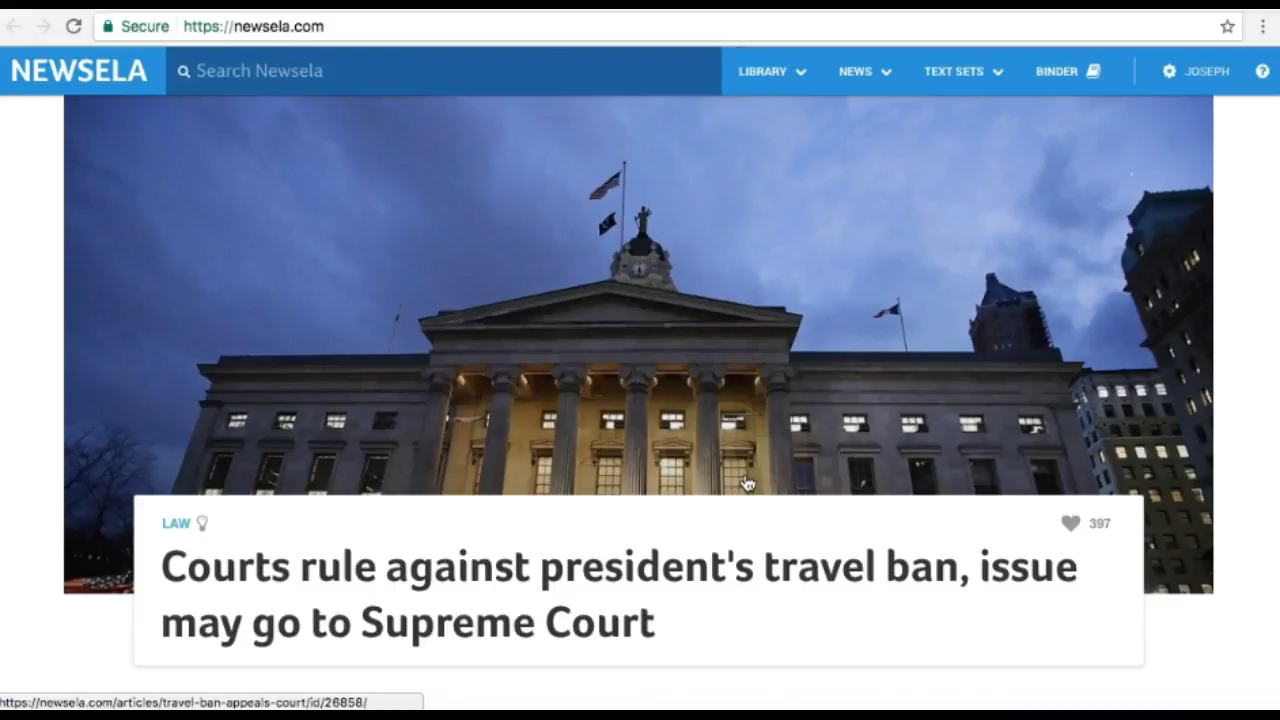 Secure https://newsela.com
NEWSELA Search Newsela LIBRARY NEWS TEXT SETS BINDER JOSEPH ?
LAW 397
Courts rule against president's travel ban, issue
may go to Supreme Court
https://newsela.com/articles/travel-ban-appeals-court/id/26858/